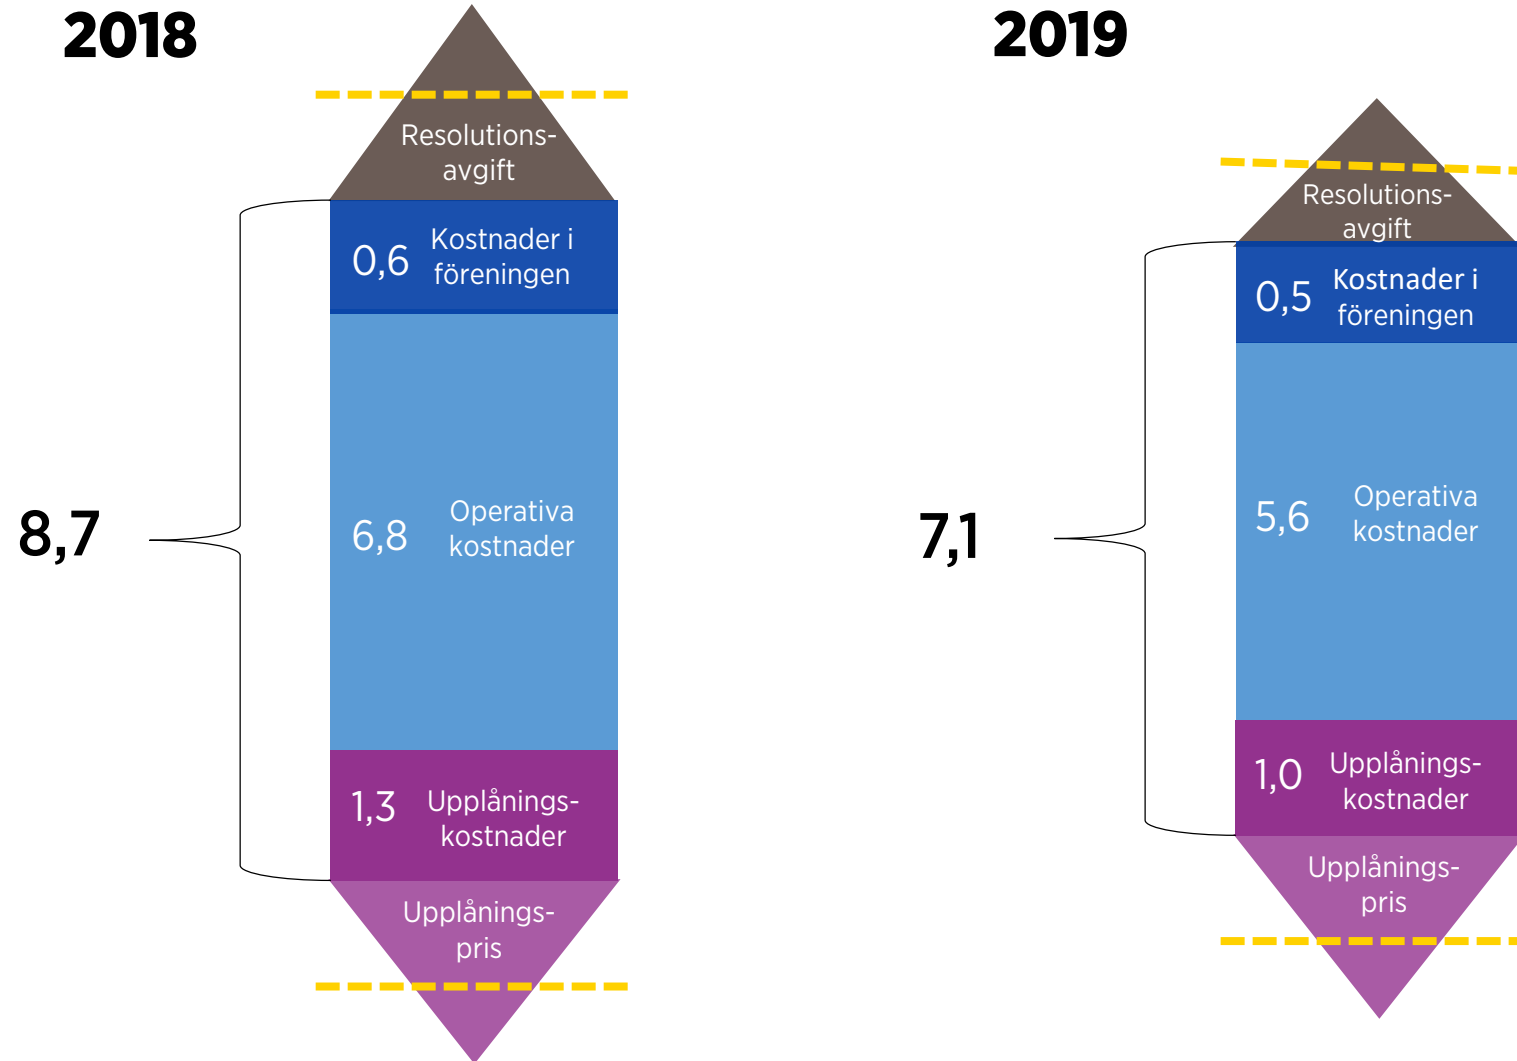 2018
Resolutions-
avgift
0,6
Kostnader i
föreningen
8,7
6,8
Operativa
kostnader
1,3
Upplånings-
kostnader
Upplånings-
pris
2019
Resolutions-
avgift
0,5
Kostnader i
föreningen
7,1
5,6
Operativa
kostnader
1,0
Upplånings-
kostnader
Upplånings-
pris